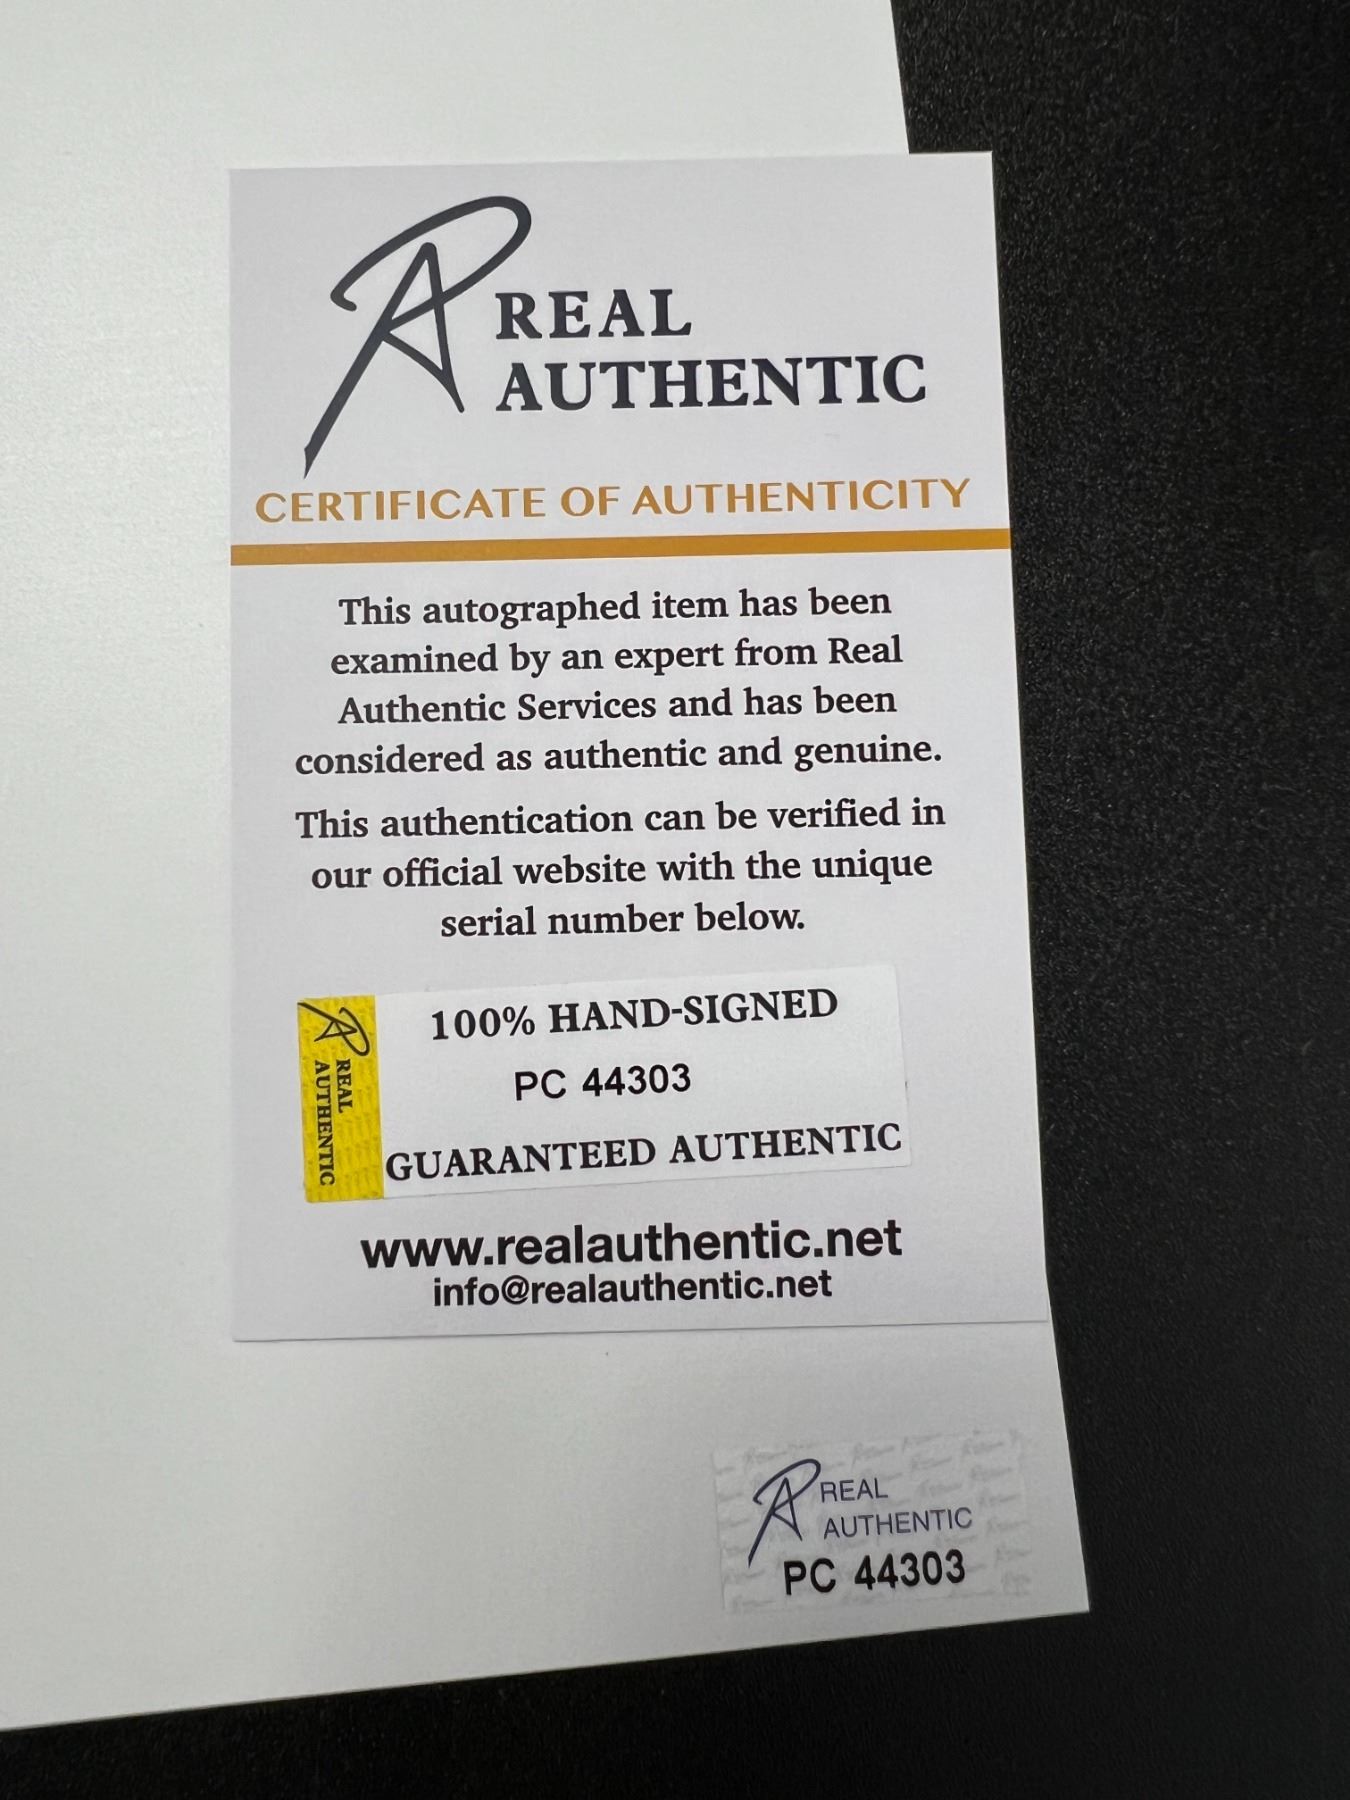 REAL
AUTHENTIC
CERTIFICATE OF AUTHENTICITY
This autographed item has been
examined by an expert from Real
Authentic Services and has been
considered as authentic and genuine.
This authentication can be verified in
our official website with the unique
serial number below.
REAL
AUTHENTIC
100% HAND-SIGNED
PC 44303
GUARANTEED AUTHENTIC
www.realauthentic.net
info@realauthentic.net
REAL
AUTHENTIC
PC 44303